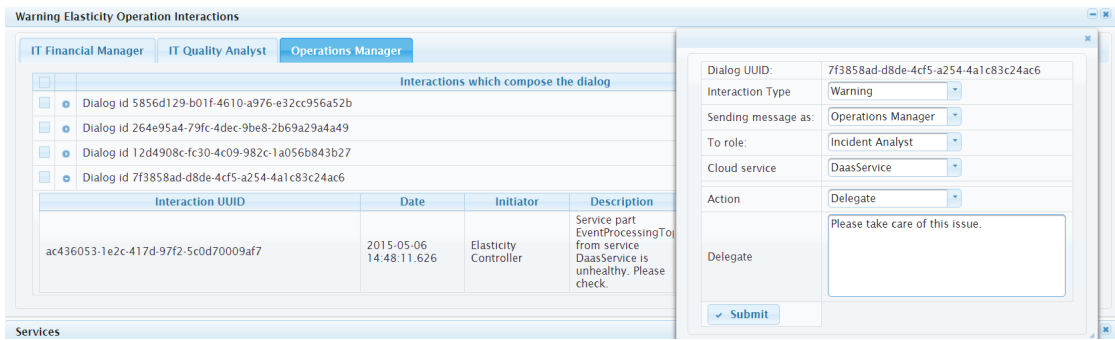 Warning Elasticity Operation Interactions
IT Financial Manager
IT Quality Analyst
Operations Manager
Interactions which compose the dialog
Dialog id 5856d129-b01f-4610-a976-e32cc956a52b
Dialog id 264e95a4-79fc-4dec-9be8-2b69a29a4a49
Dialog id 12d4908c-fc30-4c09-982c-1a056b843b27
Dialog id 7f3858ad-d8de-4cf5-a254-4a1c83c24ac6
Interaction UUID
Date
Initiator
Description
ac436053-1e2c-417d-97f2-5c0d70009af7
2015-05-06
14:48:11.626
Elasticity
Controller
Service part
EventProcessingTop
from service
DaasService is
unhealthy. Please
check.
Services
Dialog UUID:
7f3858ad-d8de-4cf5-a254-4a1c83c24ac6
Interaction Type
Warning
Sending message as:
Operations Manager
To role:
Incident Analyst
Cloud service
DaasService
Action
Delegate
Delegate
Please take care of this issue.
Submit